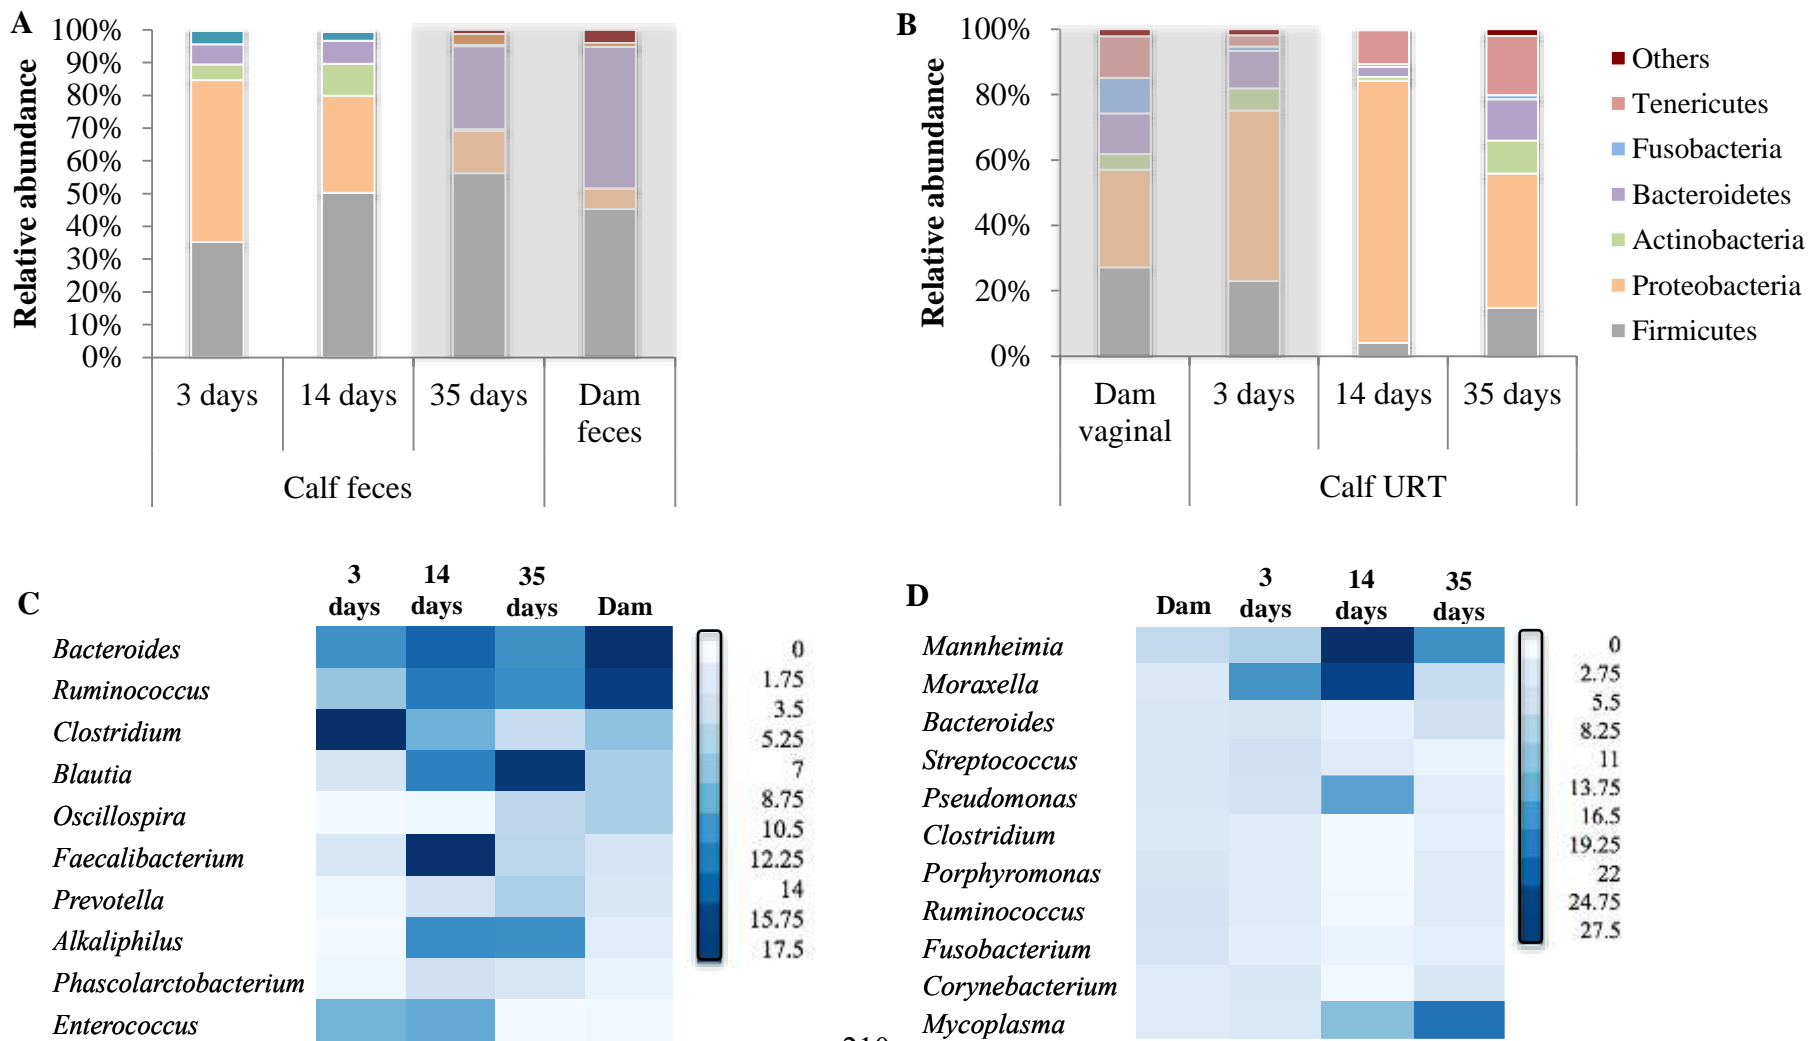 A
Relative abundance
100%
90%
80%
70%
60%
50%
40%
30%
20%
10%
0%
3 days
14 days
35 days
Dam
feces
Calf feces
B
Relative abundance
100%
80%
60%
40%
20%
0%
Dam
vaginal
3 days
14 days
35 days
Calf URT
Others
Tenericutes
Fusobacteria
Bacteroidetes
Actinobacteria
Proteobacteria
Firmicutes
C
3
days
14
days
35
days
Dam
Bacteroides
Ruminococcus
Clostridium
Blautia
Oscillospira
Faecalibacterium
Prevotella
Alkaliphilus
Phascolarctobacterium
Enterococcus
0
1.75
3.5
5.25
7
8.75
10.5
12.25
14
15.75
17.5
D
Dam
3
days
14
days
35
days
Mannheimia
Moraxella
Bacteroides
Streptococcus
Pseudomonas
Clostridium
Porphyromonas
Ruminococcus
Fusobacterium
Corynebacterium
Mycoplasma
0
2.75
5.5
8.25
11
13.75
16.5
19.25
22
24.75
27.5